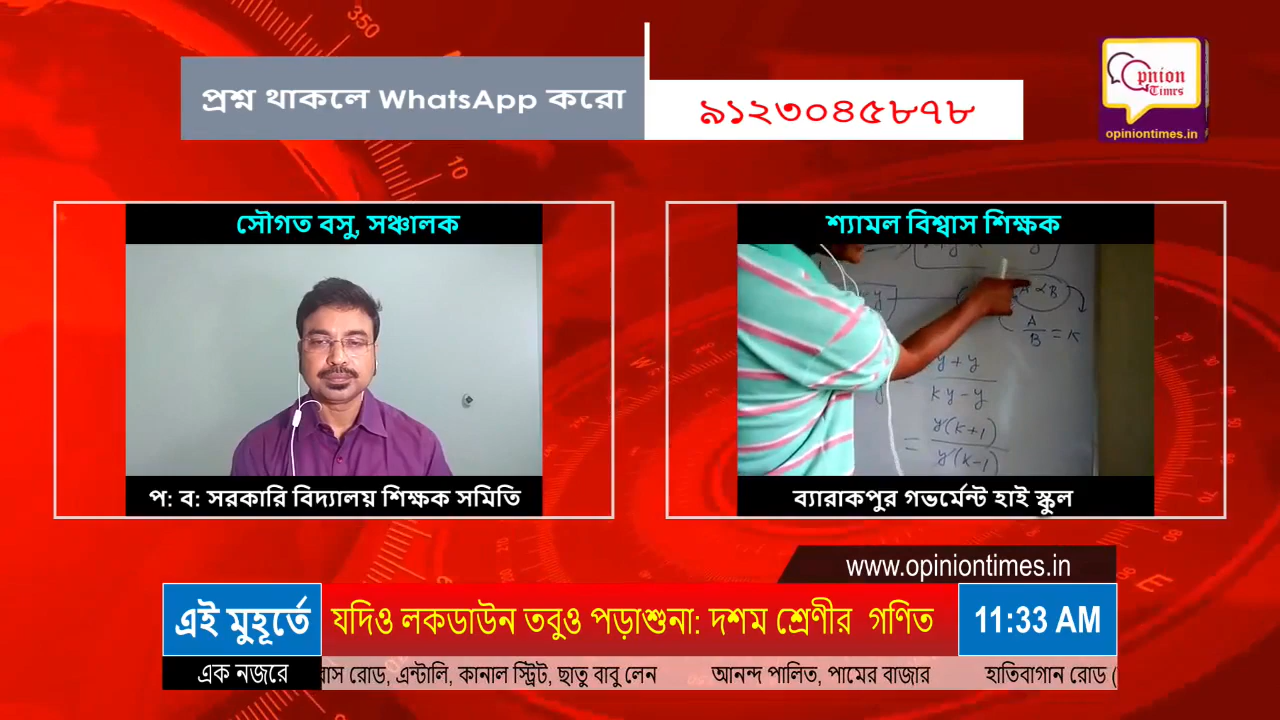 প্রশ্ন থাকলে WhatsApp করো
৯১২৩০৪৫৮৭৮
Opinion
Times
opiniontimes.in
350
10
সৌগত বসু, সঞ্চালক
শ্যামল বিশ্বাস শিক্ষক
A ∝ B
A/B = K
y + y
ky - y
= y(k+1)
y(k-1)
প: ব: সরকারি বিদ্যালয় শিক্ষক সমিতি
ব্যারাকপুর গভর্মেন্ট হাই স্কুল
www.opiniontimes.in
এই মুহূর্তে
যদিও লকডাউন তবুও পড়াশুনা: দশম শ্রেণীর গণিত
11:33 AM
এক নজরে
রোড, এন্টালি, কানাল স্ট্রিট, ছাতু বাবু লেন আনন্দ পালিত, পামের বাজার হাতিবাগান রোড (